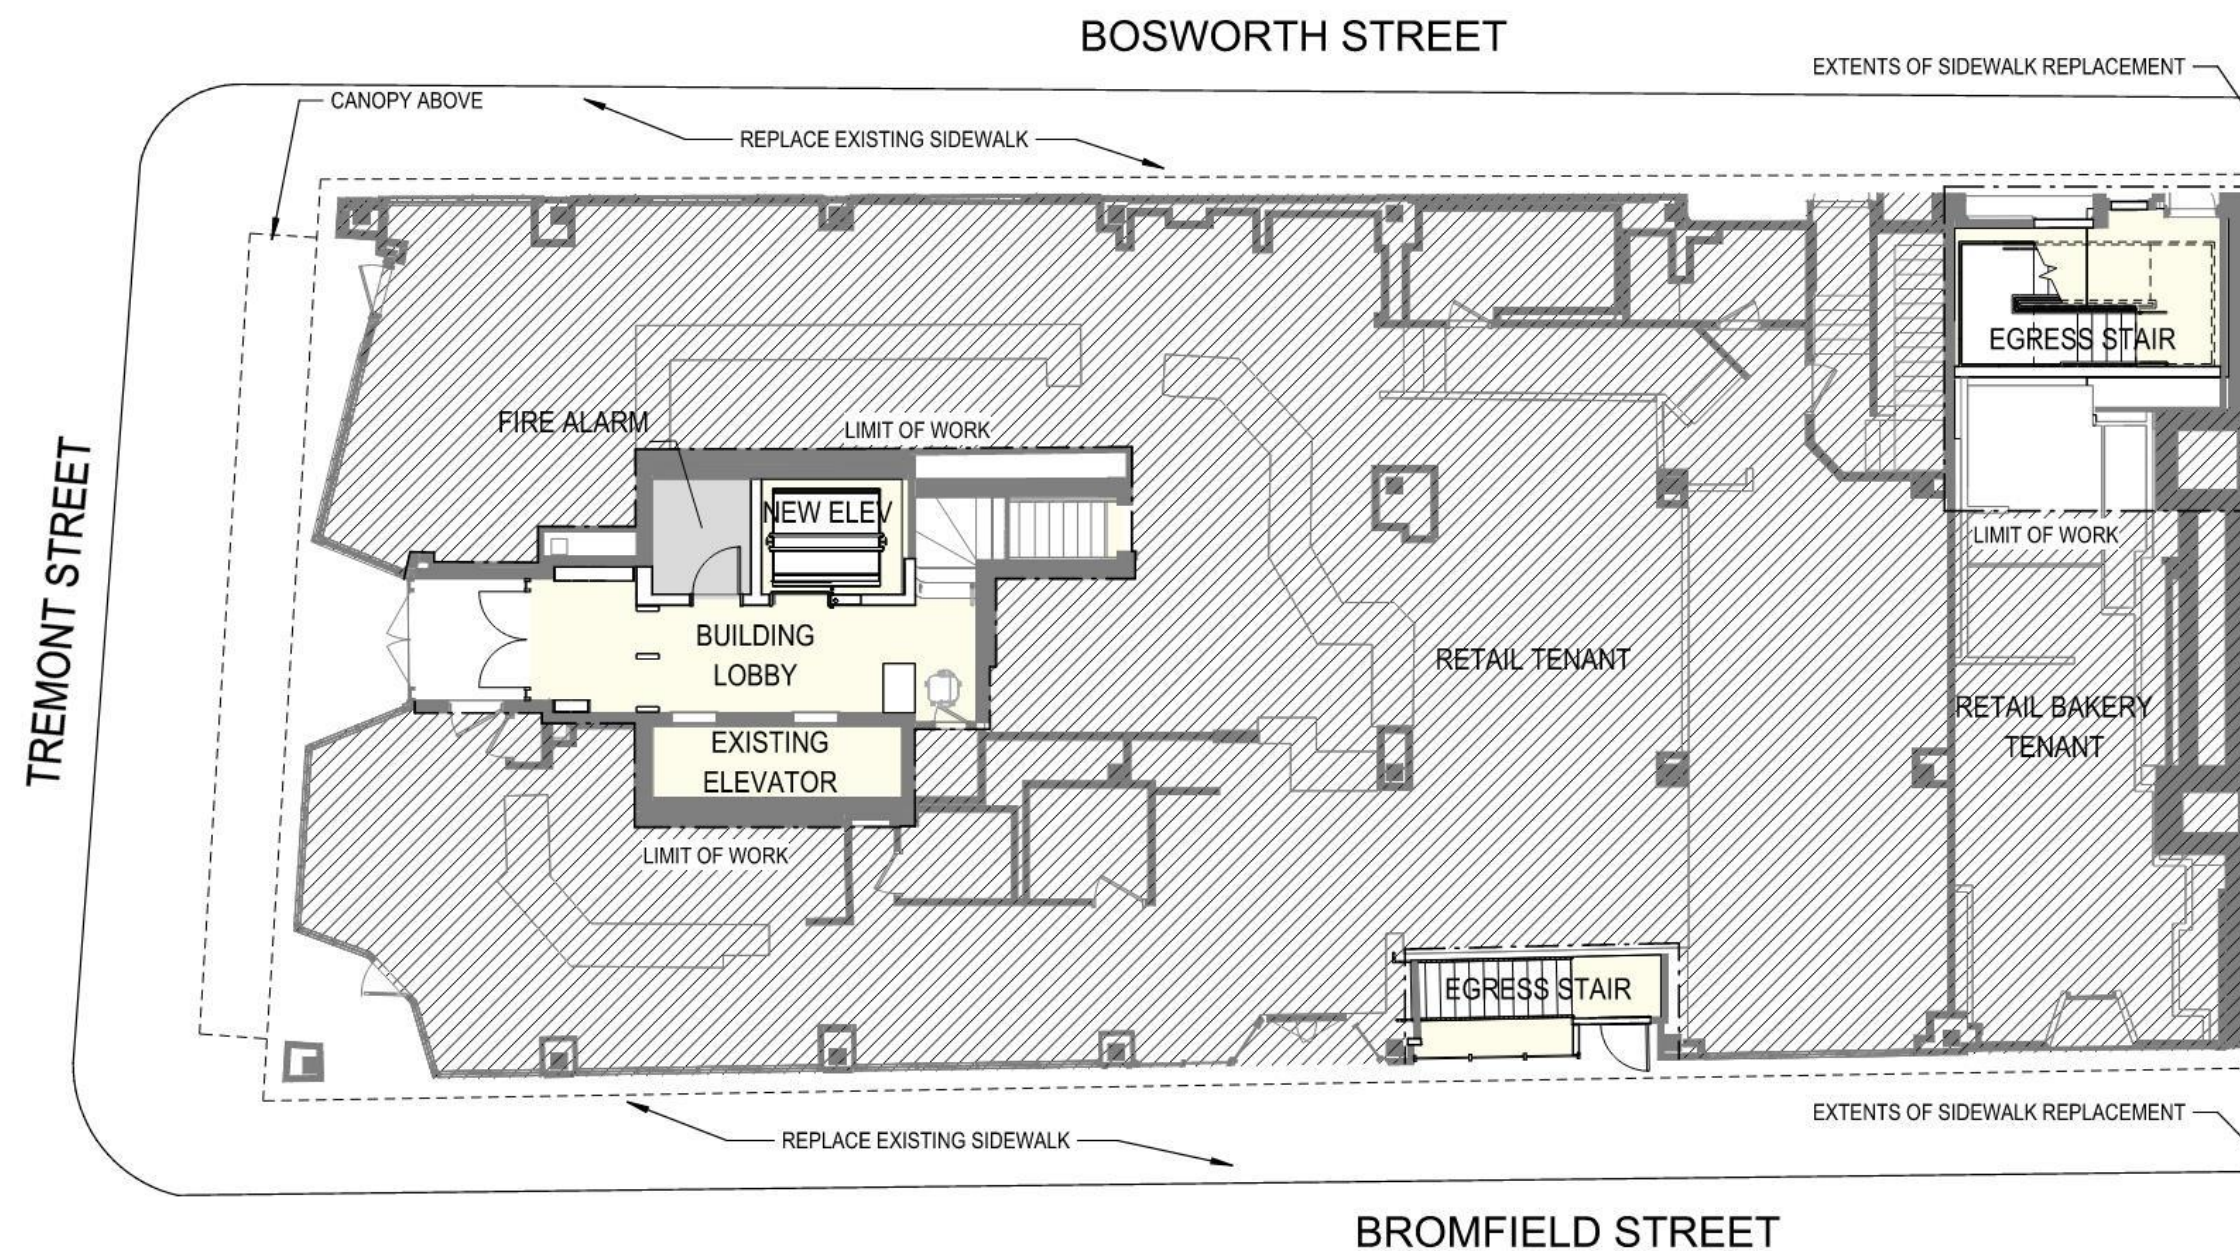 BOSWORTH STREET
EXTENTS OF SIDEWALK REPLACEMENT
CANOPY ABOVE
REPLACE EXISTING SIDEWALK
EGRESS STAIR
FIRE ALARM
LIMIT OF WORK
NEW ELEV
LIMIT OF WORK
TREMONT STREET
BUILDING
LOBBY
RETAIL TENANT
RETAIL BAKERY
TENANT
EXISTING
ELEVATOR
LIMIT OF WORK
EGRESS STAIR
EXTENTS OF SIDEWALK REPLACEMENT
REPLACE EXISTING SIDEWALK
BROMFIELD STREET